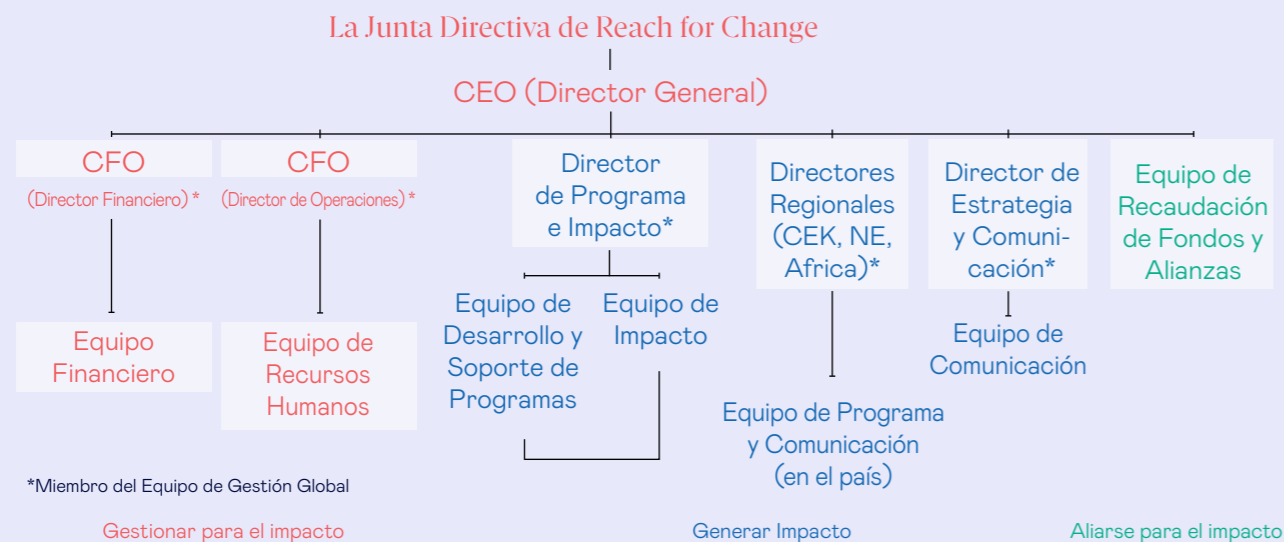 La Junta Directiva de Reach for Change
CEO (Director General)
CFO
(Director Financiero) *
CFO
(Director de Operaciones) *
Director
de Programa
e Impacto*
Directores
Regionales
(CEK, NE,
Africa)*
Director de
Estrategia
y Comuni-
cación*
Equipo de
Recaudación
de Fondos y
Alianzas
Equipo
Financiero
Equipo de
Recursos
Humanos
Equipo de
Desarrollo y
Soporte de
Programas
Equipo de
Impacto
Equipo de Programa
y Comunicación
(en el país)
Equipo de
Comunicación
*Miembro del Equipo de Gestión Global
Gestionar para el impacto
Generar Impacto
Aliarse para el impacto